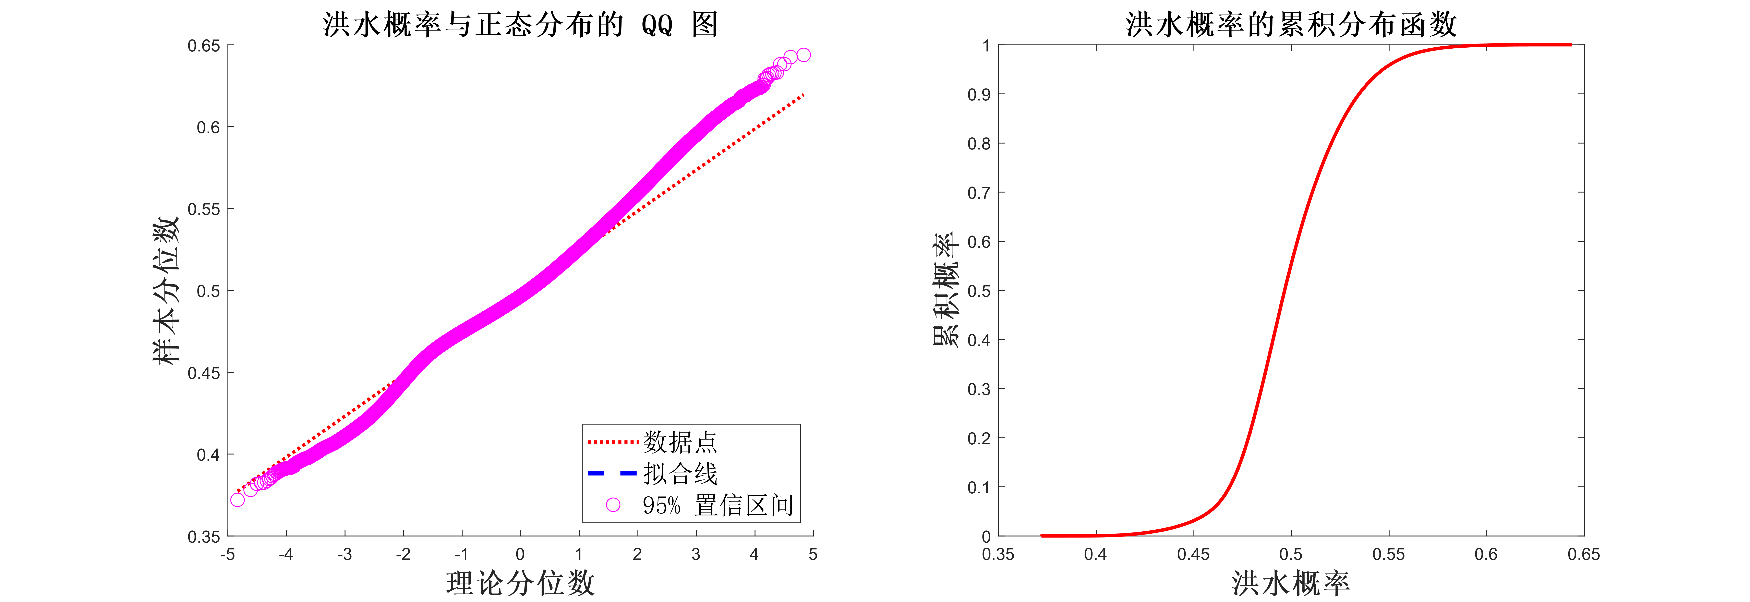 洪水概率与正态分布的 QQ 图
0.65
0.6
0.55
0.5
0.45
0.4
0.35
样本分位数
-5 -4 -3 -2 -1 0 1 2 3 4 5
理论分位数
数据点
拟合线
95% 置信区间
洪水概率的累积分布函数
1
0.9
0.8
0.7
0.6
0.5
0.4
0.3
0.2
0.1
0
累积概率
0.35 0.4 0.45 0.5 0.55 0.6 0.65
洪水概率